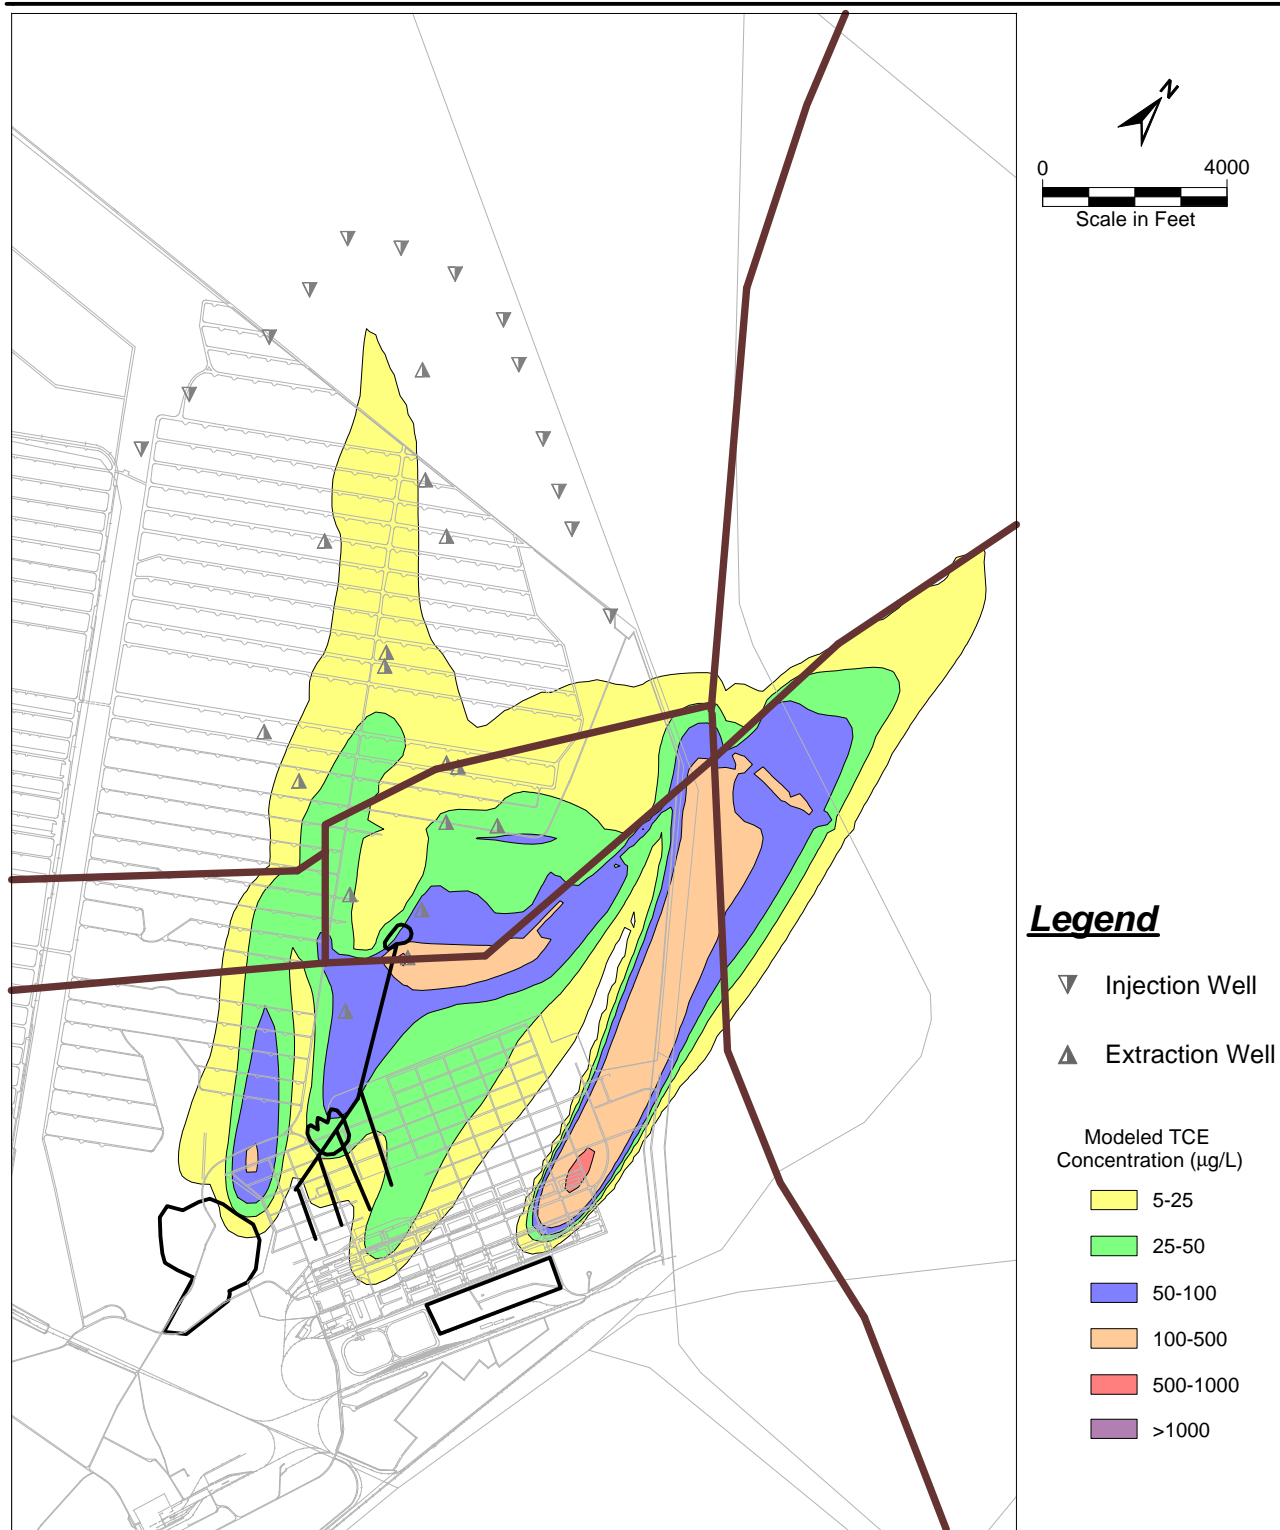 N
0 4000
Scale in Feet
Legend
Injection Well
Extraction Well
Modeled TCE
Concentration (µg/L)
5-25
25-50
50-100
100-500
500-1000
>1000